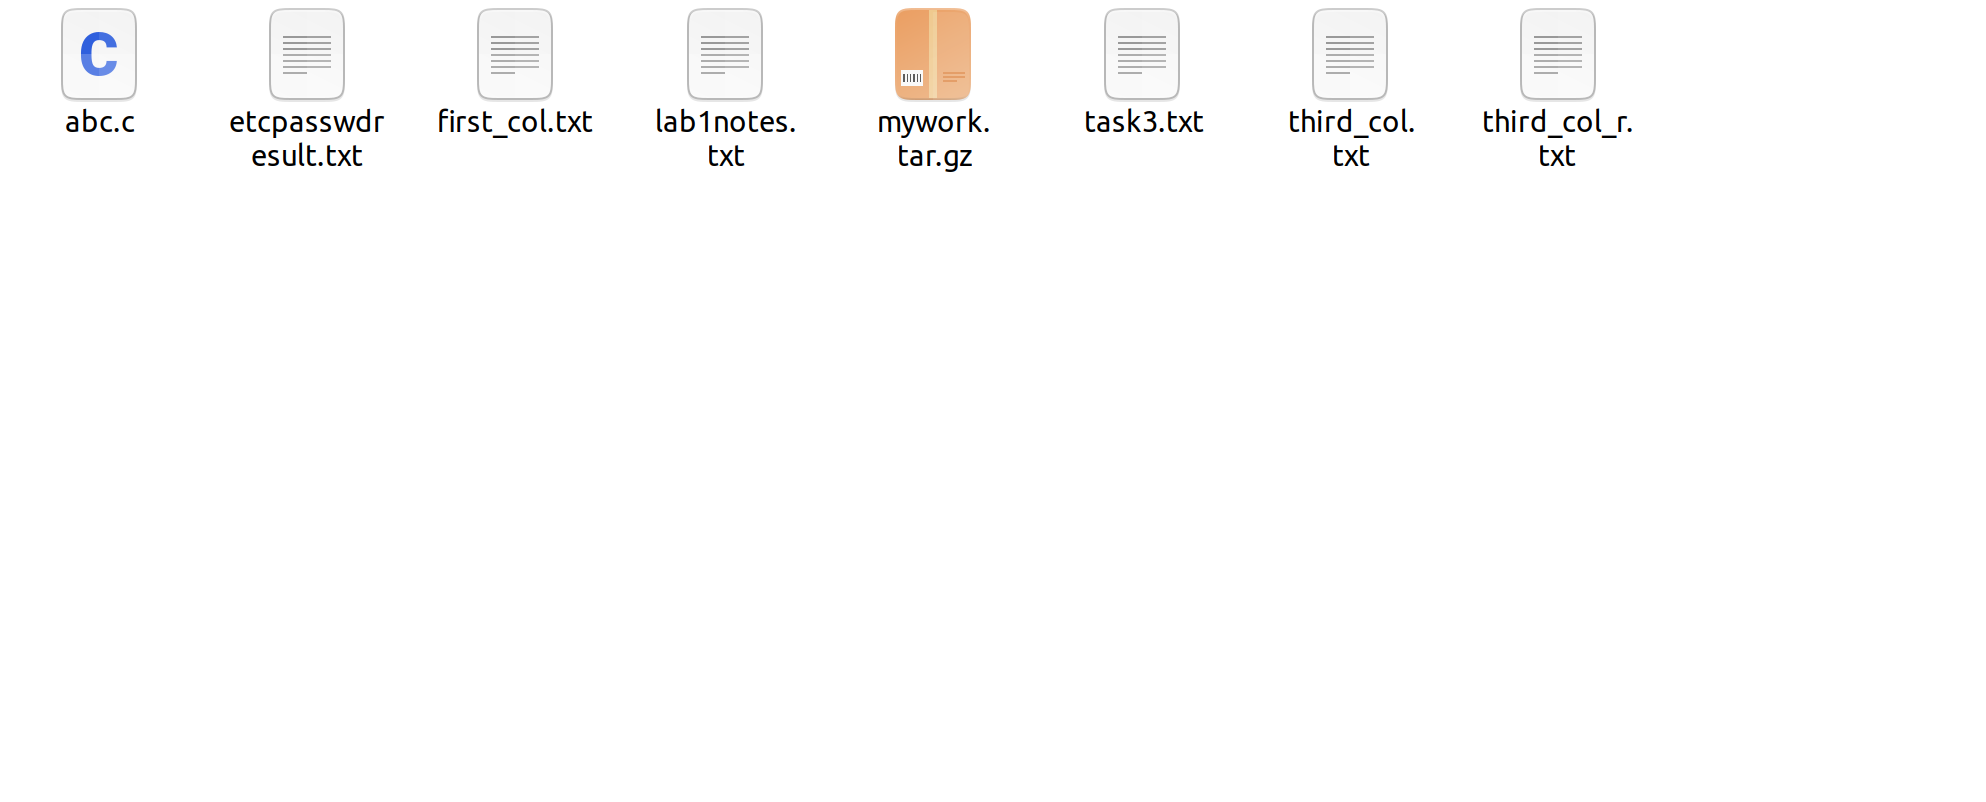 abc.c
etcpasswdr
esult.txt
first_col.txt
lab1notes.
txt
mywork.
tar.gz
task3.txt
third_col.
txt
third_col_r.
txt